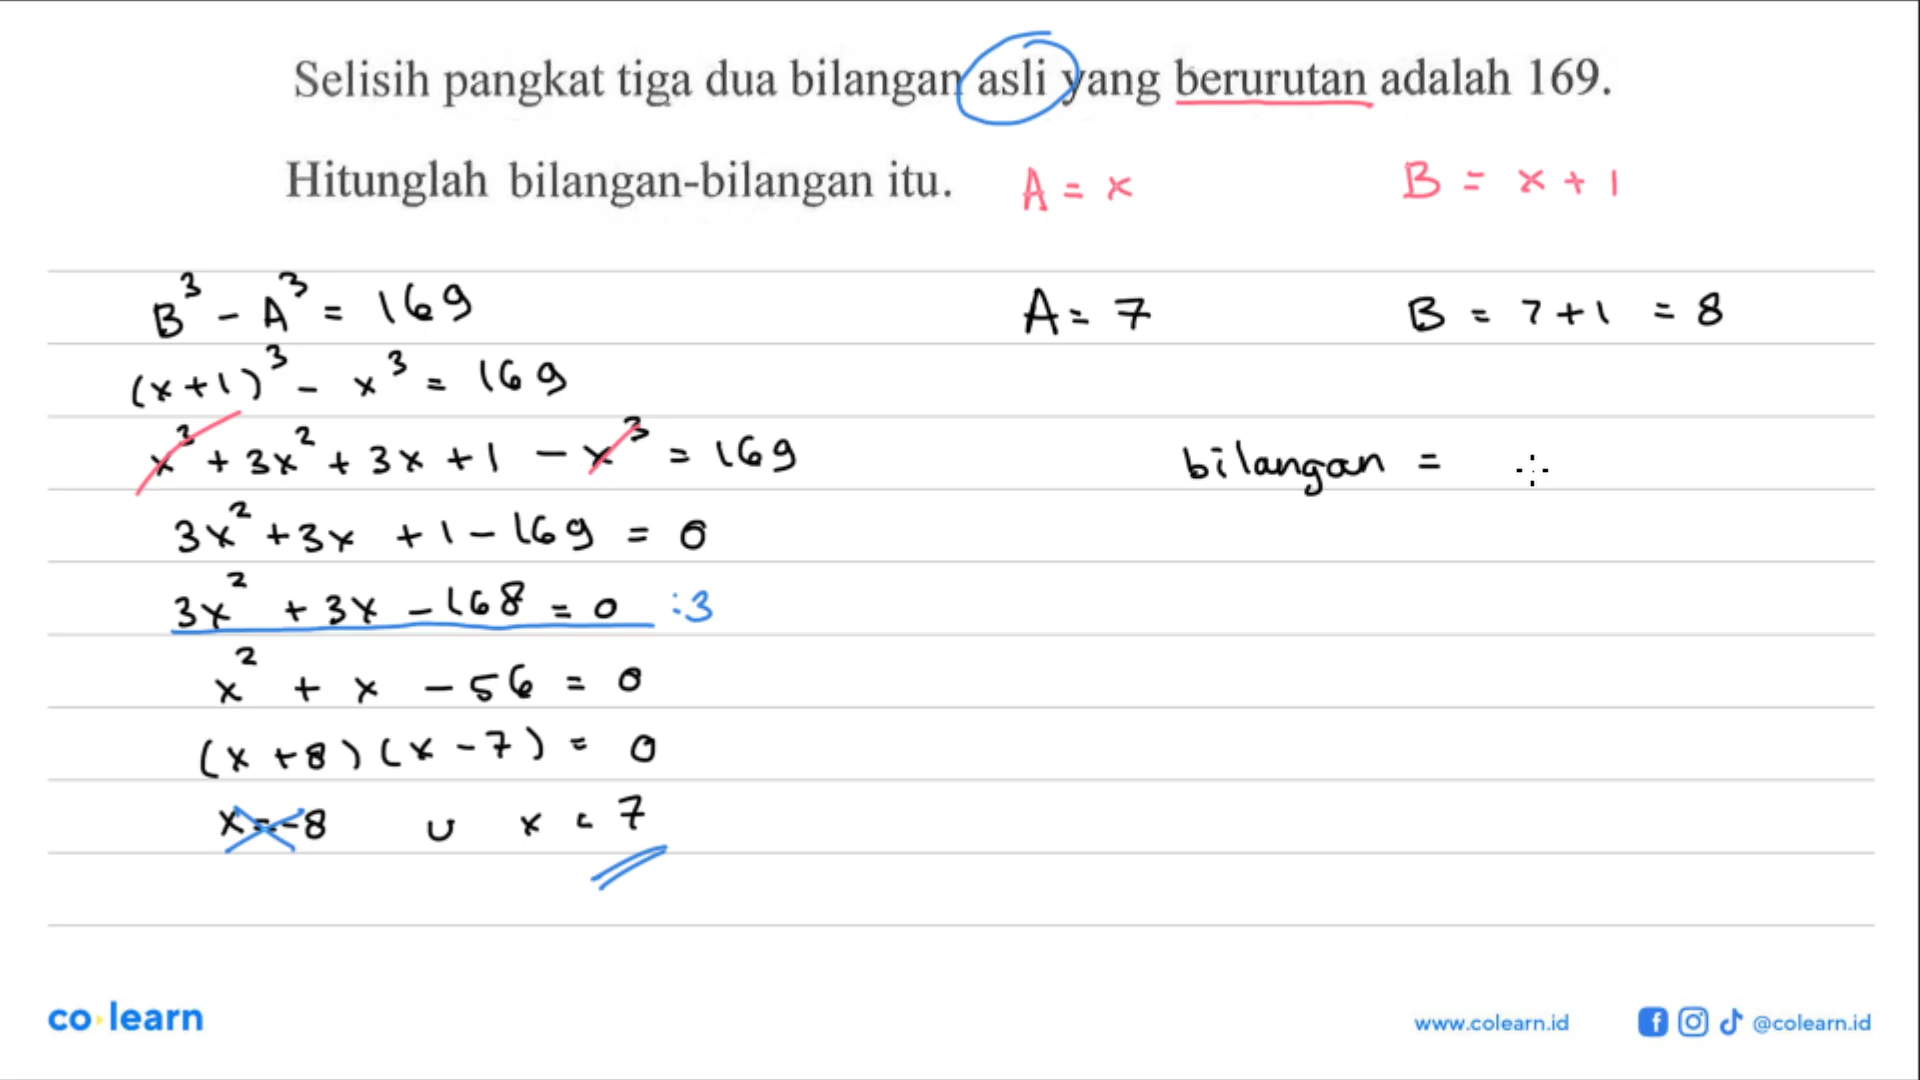 Selisih pangkat tiga dua bilangan asli yang berurutan adalah 169.
Hitunglah bilangan-bilangan itu.
A = x
B = x + 1
B³ - A³ = 169
A = 7
B = 7 + 1 = 8
(x+1)³ - x³ = 169
x³ + 3x² + 3x + 1 - x³ = 169
bilangan =
3x² + 3x + 1 - 169 = 0
3x² + 3x - 168 = 0 :3
x² + x - 56 = 0
(x + 8) (x - 7) = 0
x = -8 ∪ x = 7
co learn
www.colearn.id
@colearn.id